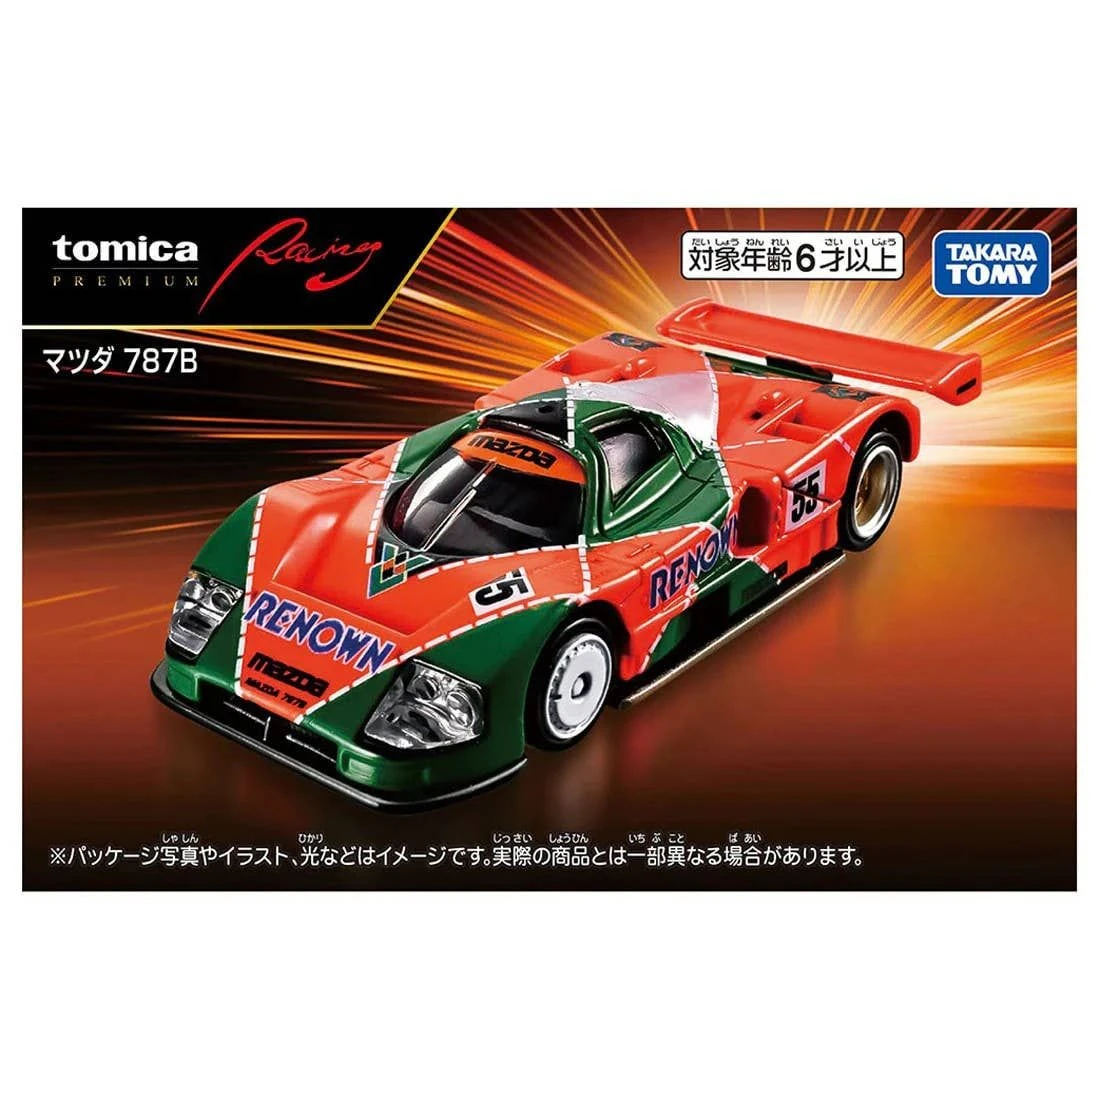 tomica
PREMIUM
Racing
対象年齢6才以上
たいしょうねんれい さいいじょう
TAKARA
TOMY
マツダ 787B
mazda
55
55
RENOWN
RENOWN
mazda
MAZDA 787B
しゃしん ひかり じっさい しょうひん いちぶこと ばあい
※パッケージ写真やイラスト、光などはイメージです。実際の商品とは一部異なる場合があります。